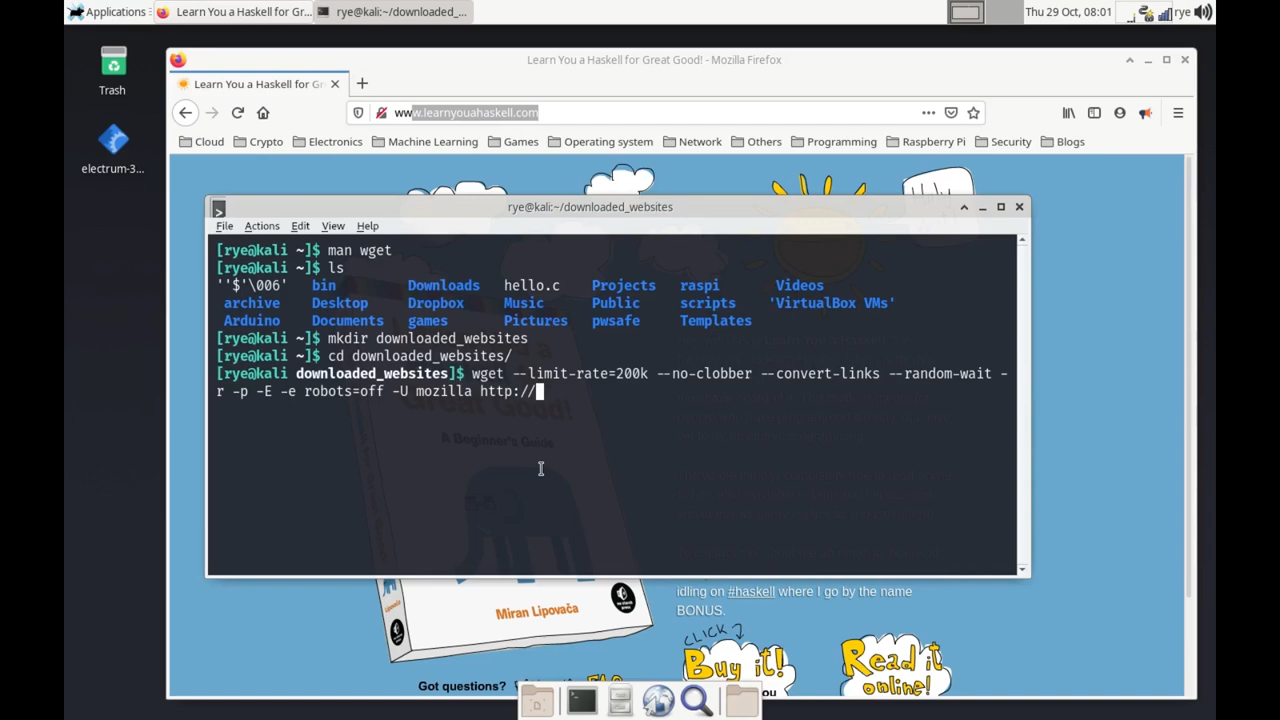 Applications
Learn You a Haskell for Gr...
rye@kali:~/downloaded_...
Thu 29 Oct, 08:01
rye
Trash
electrum-3...
Learn You a Haskell for Great Good! - Mozilla Firefox
Learn You a Haskell for Gr
www.learnyouahaskell.com
Cloud Crypto Electronics Machine Learning Games Operating system Network Others Programming Raspberry Pi Security Blogs
rye@kali:~/downloaded_websites
File Actions Edit View Help
[rye@kali ~]$ man wget
[rye@kali ~]$ ls
''$'\006' bin Downloads hello.c Projects raspi Videos
archive Desktop Dropbox Music Public scripts 'VirtualBox VMs'
Arduino Documents games Pictures pwsafe Templates
[rye@kali ~]$ mkdir downloaded_websites
[rye@kali ~]$ cd downloaded_websites/
[rye@kali downloaded_websites]$ wget --limit-rate=200k --no-clobber --convert-links --random-wait -
r -p -E -e robots=off -U mozilla http://
A Beginner's Guide
idling on #haskell where I go by the name
BONUS.
Miran Lipovača
CLICK
Buy it!
Read it
online!
Got questions?